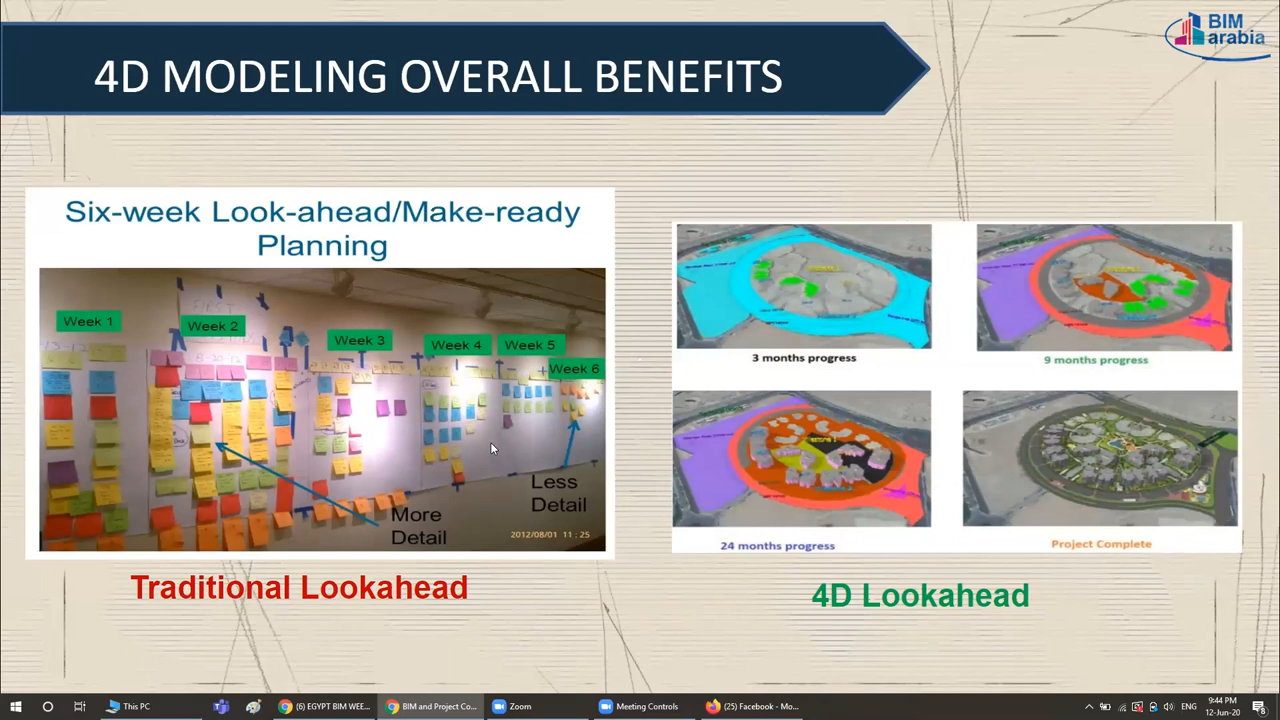 BIM
arabia
4D MODELING OVERALL BENEFITS
Six-week Look-ahead/Make-ready
Planning
Week 1
Week 2
Week 3
Week 4
Week 5
Week 6
FIRST
More
Detail
Less
Detail
2012/08/01 11:25
Traditional Lookahead
3 months progress
9 months progress
24 months progress
Project Complete
4D Lookahead
This PC
(6) EGYPT BIM WEE...
BIM and Project Co...
Zoom
Meeting Controls
(25) Facebook - Mo...
ENG
9:44 PM
12-Jun-20